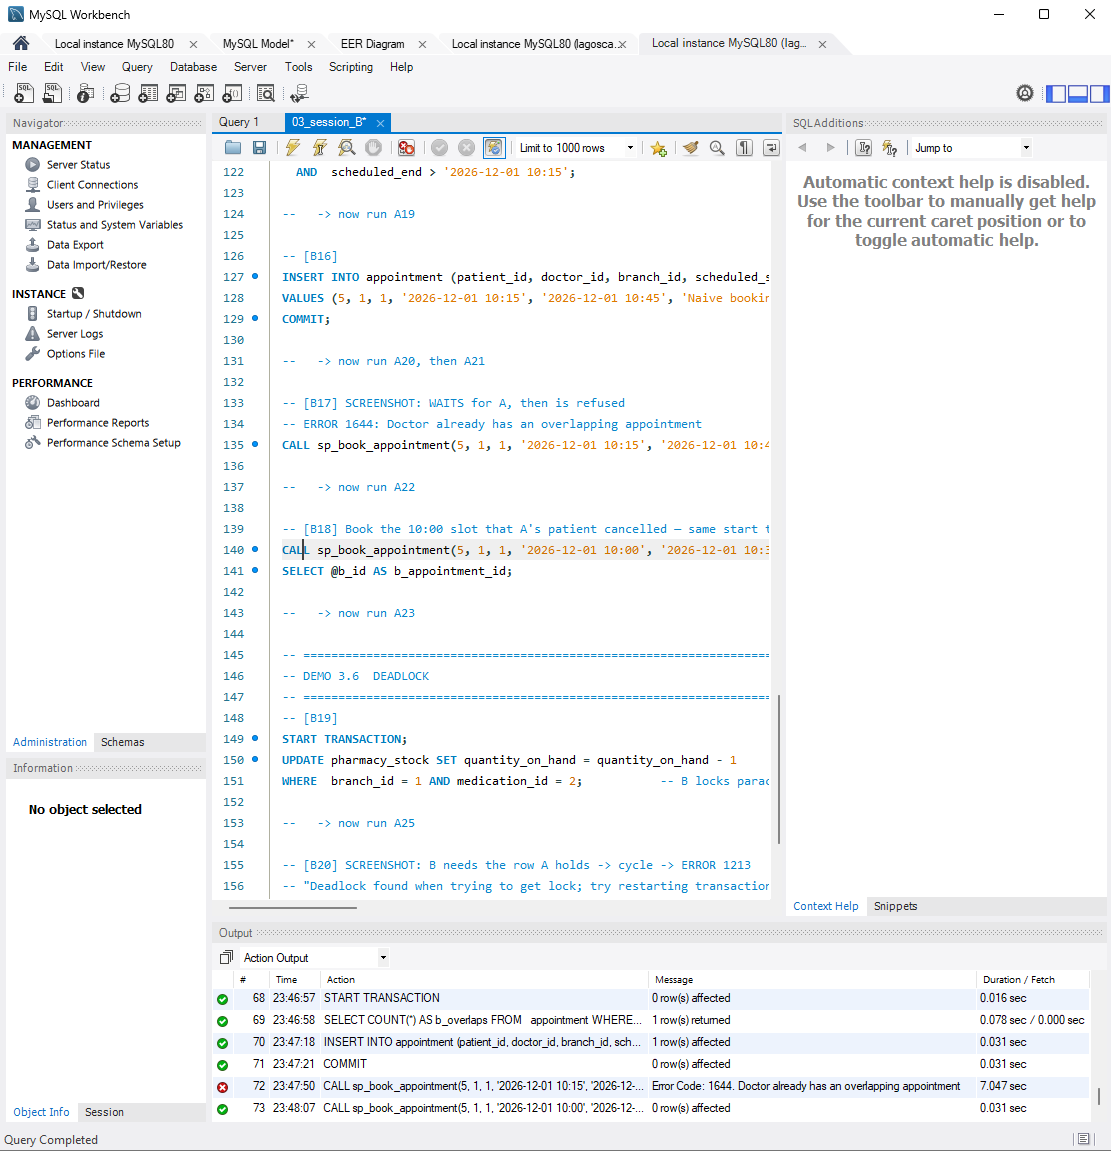 MySQL Workbench
Local instance MySQL80
MySQL Model*
EER Diagram
Local instance MySQL80 (lagosca...
Local instance MySQL80 (lag...
File Edit View Query Database Server Tools Scripting Help
Navigator
MANAGEMENT
Server Status
Client Connections
Users and Privileges
Status and System Variables
Data Export
Data Import/Restore
INSTANCE
Startup / Shutdown
Server Logs
Options File
PERFORMANCE
Dashboard
Performance Reports
Performance Schema Setup
Administration Schemas
Information
No object selected
Object Info Session
Query 1
03_session_B*
Limit to 1000 rows
122 AND scheduled_end > '2026-12-01 10:15';
123
124 -- -> now run A19
125
126 -- [B16]
127 INSERT INTO appointment (patient_id, doctor_id, branch_id, scheduled_s
128 VALUES (5, 1, 1, '2026-12-01 10:15', '2026-12-01 10:45', 'Naive bookin
129 COMMIT;
130
131 -- -> now run A20, then A21
132
133 -- [B17] SCREENSHOT: WAITS for A, then is refused
134 -- ERROR 1644: Doctor already has an overlapping appointment
135 CALL sp_book_appointment(5, 1, 1, '2026-12-01 10:15', '2026-12-01 10:4
136
137 -- -> now run A22
138
139 -- [B18] Book the 10:00 slot that A's patient cancelled — same start t
140 CALL sp_book_appointment(5, 1, 1, '2026-12-01 10:00', '2026-12-01 10:3
141 SELECT @b_id AS b_appointment_id;
142
143 -- -> now run A23
144
145 -- ==================================================================
146 -- DEMO 3.6 DEADLOCK
147 -- ==================================================================
148 -- [B19]
149 START TRANSACTION;
150 UPDATE pharmacy_stock SET quantity_on_hand = quantity_on_hand - 1
151 WHERE branch_id = 1 AND medication_id = 2; -- B locks parac
152
153 -- -> now run A25
154
155 -- [B20] SCREENSHOT: B needs the row A holds -> cycle -> ERROR 1213
156 -- "Deadlock found when trying to get lock; try restarting transaction
SQLAdditions
Jump to
Automatic context help is disabled.
Use the toolbar to manually get help
for the current caret position or to
toggle automatic help.
Context Help Snippets
Output
Action Output
# Time Action Message Duration / Fetch
68 23:46:57 START TRANSACTION 0 row(s) affected 0.016 sec
69 23:46:58 SELECT COUNT(*) AS b_overlaps FROM appointment WHERE... 1 row(s) returned 0.078 sec / 0.000 sec
70 23:47:18 INSERT INTO appointment (patient_id, doctor_id, branch_id, sch... 1 row(s) affected 0.031 sec
71 23:47:21 COMMIT 0 row(s) affected 0.031 sec
72 23:47:50 CALL sp_book_appointment(5, 1, 1, '2026-12-01 10:15', '2026-12-... Error Code: 1644. Doctor already has an overlapping appointment 7.047 sec
73 23:48:07 CALL sp_book_appointment(5, 1, 1, '2026-12-01 10:00', '2026-12-... 0 row(s) affected 0.031 sec
Query Completed